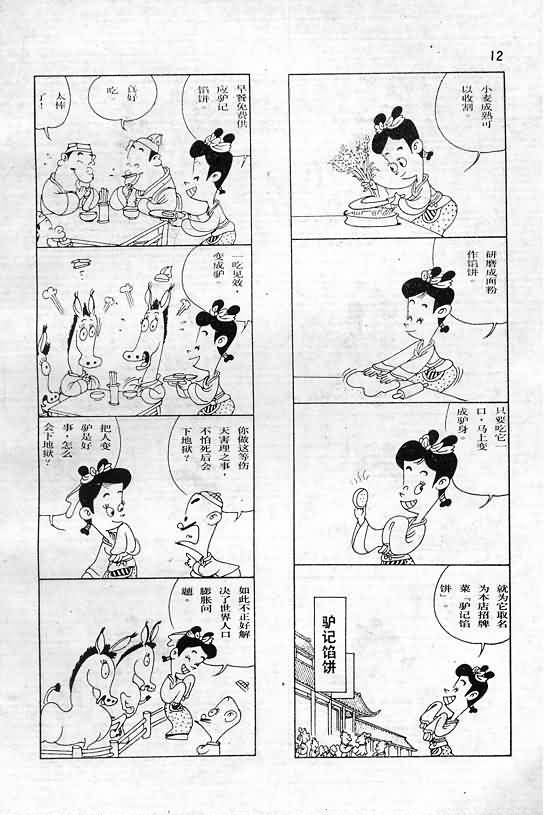 12
小麦成熟可
以收割。
研磨成面粉
作馅饼。
只要吃它一
口，马上变
成驴身。
就为它取名
为本店招牌
菜「驴记馅
饼」。
驴记馅饼
早餐免费供
应驴记
馅饼。
真好
吃。
太棒
了！
一吃见效，
变成驴。
你做这等伤
天害理之事，
不怕死后会
下地狱？
把人变
驴是好
事，怎么
会下地狱？
如此不正好解
决了世界人口
膨胀问
题。